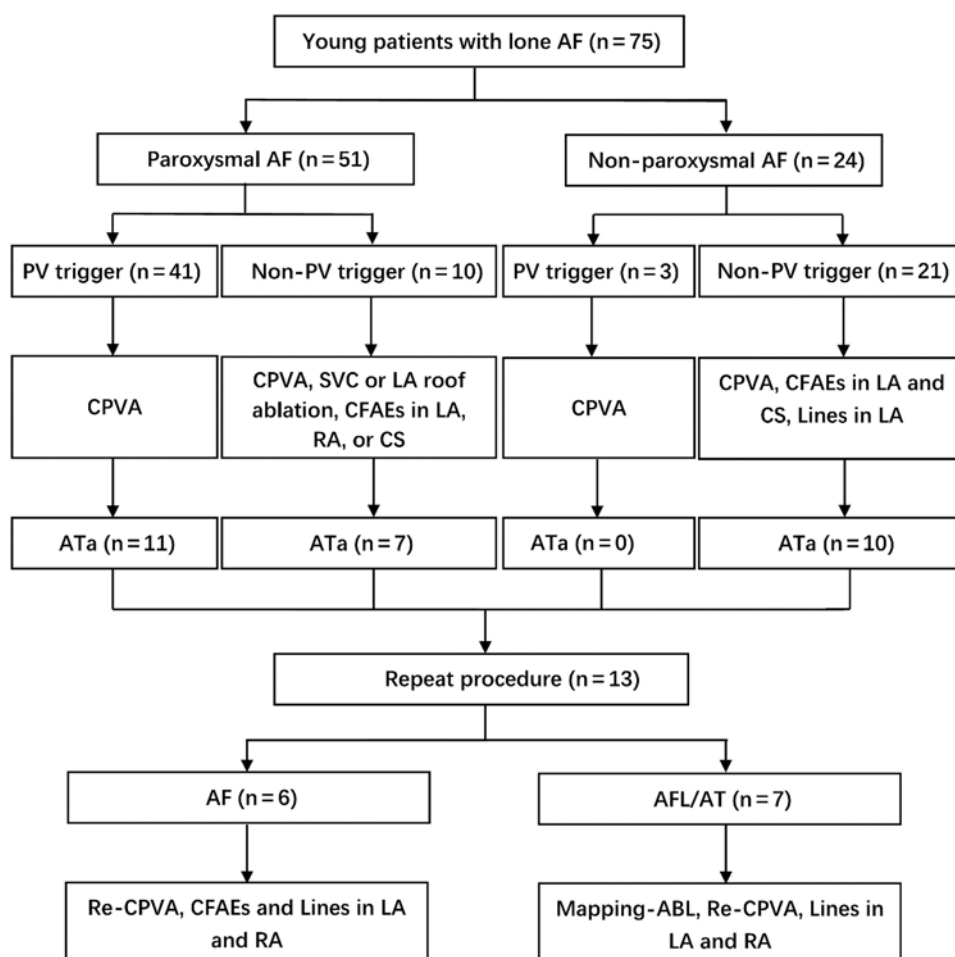 Young patients with lone AF (n=75)
Paroxysmal AF (n=51)
Non-paroxysmal AF (n=24)
PV trigger (n=41)
Non-PV trigger (n=10)
PV trigger (n=3)
Non-PV trigger (n=21)
CPVA
CPVA, SVC or LA roof
ablation, CFAEs in LA,
RA, or CS
CPVA
CPVA, CFAEs in LA and
CS, Lines in LA
ATa (n=11)
ATa (n=7)
ATa (n=0)
ATa (n=10)
Repeat procedure (n=13)
AF (n=6)
AFL/AT (n=7)
Re-CPVA, CFAEs and Lines in LA
and RA
Mapping-ABL, Re-CPVA, Lines in
LA and RA